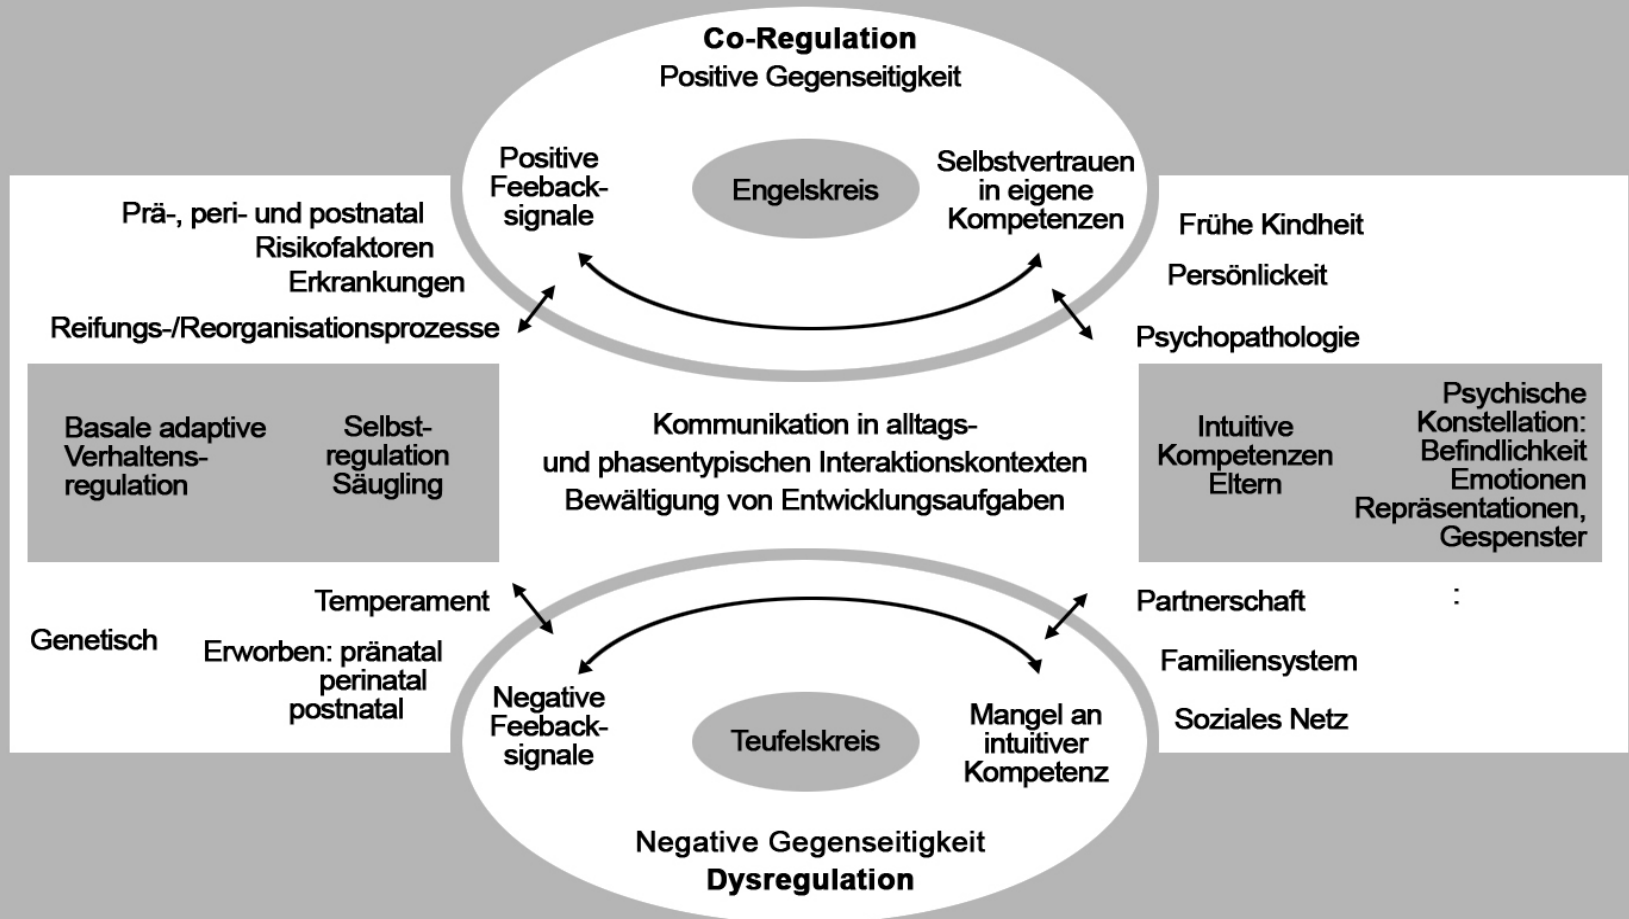 Co-Regulation
Positive Gegenseitigkeit
Positive
Feeback-
signale
Engelskreis
Selbstvertrauen
in eigene
Kompetenzen
Prä-, peri- und postnatal
Risikofaktoren
Erkrankungen
Reifungs-/Reorganisationsprozesse
Frühe Kindheit
Persönlickeit
Psychopathologie
Basale adaptive
Verhaltens-
regulation
Selbst-
regulation
Säugling
Kommunikation in alltags-
und phasentypischen Interaktionskontexten
Bewältigung von Entwicklungsaufgaben
Intuitive
Kompetenzen
Eltern
Psychische
Konstellation:
Befindlichkeit
Emotionen
Repräsentationen,
Gespenster
Temperament
Genetisch
Erworben: pränatal
perinatal
postnatal
Partnerschaft
:
Familiensystem
Soziales Netz
Negative
Feeback-
signale
Teufelskreis
Mangel an
intuitiver
Kompetenz
Negative Gegenseitigkeit
Dysregulation